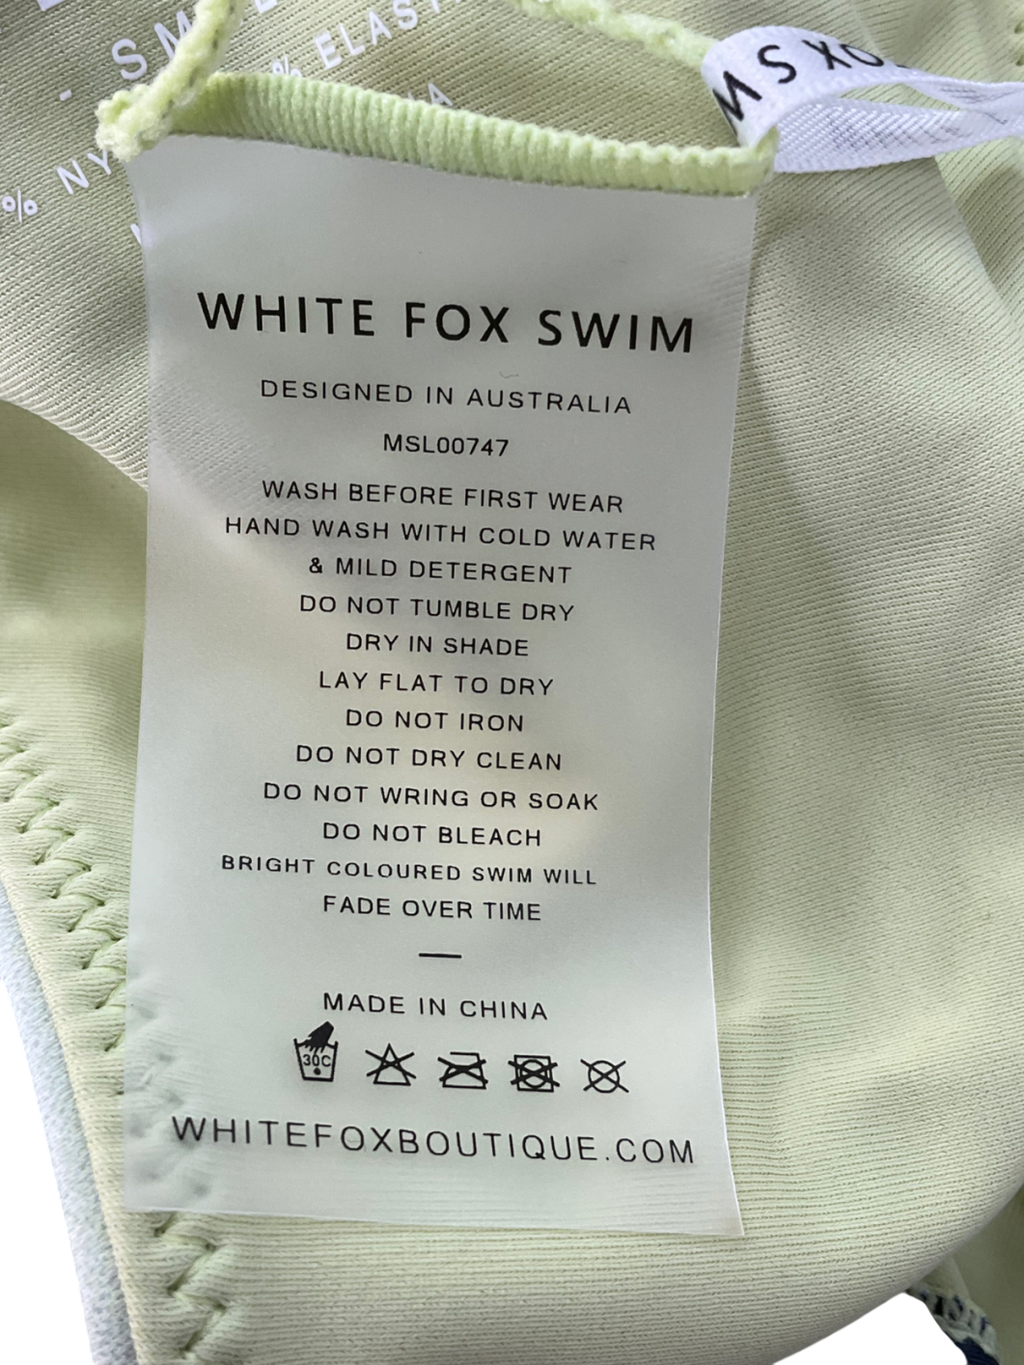 WHITE FOX SWIM
DESIGNED IN AUSTRALIA
MSL00747
WASH BEFORE FIRST WEAR
HAND WASH WITH COLD WATER
& MILD DETERGENT
DO NOT TUMBLE DRY
DRY IN SHADE
LAY FLAT TO DRY
DO NOT IRON
DO NOT DRY CLEAN
DO NOT WRING OR SOAK
DO NOT BLEACH
BRIGHT COLOURED SWIM WILL
FADE OVER TIME
MADE IN CHINA
30C
WHITEFOXBOUTIQUE.COM